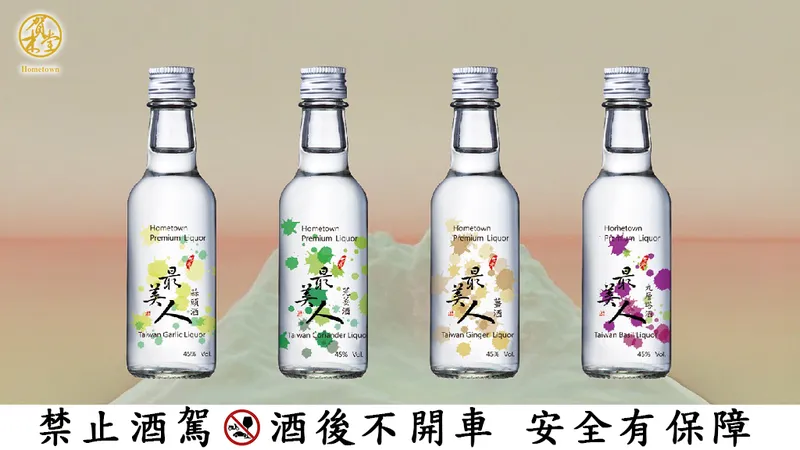 賀木堂
Hometown
Hometown
Premium Liquor
最美人
蒜頭酒
Taiwan Garlic Liquor
45% Vol.
Hometown
Premium Liquor
最美人
芫荽酒
Taiwan Coriander Liquor
45% Vol.
Hometown
Premium Liquor
最美人
薑酒
Taiwan Ginger Liquor
45% Vol.
Hometown
Premium Liquor
最美人
九層塔酒
Taiwan Basil Liquor
45% Vol.
禁止酒駕 酒後不開車 安全有保障